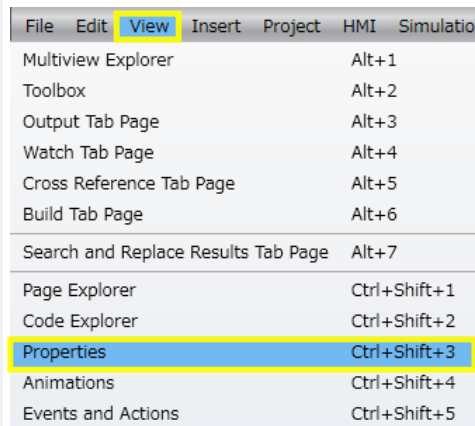 File Edit View Insert Project HMI Simulatio
Multiview Explorer Alt+1
Toolbox Alt+2
Output Tab Page Alt+3
Watch Tab Page Alt+4
Cross Reference Tab Page Alt+5
Build Tab Page Alt+6
Search and Replace Results Tab Page Alt+7
Page Explorer Ctrl+Shift+1
Code Explorer Ctrl+Shift+2
Properties Ctrl+Shift+3
Animations Ctrl+Shift+4
Events and Actions Ctrl+Shift+5